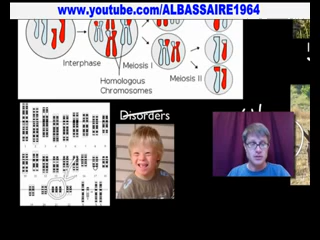 www.youtube.com/ALBASSAIRE1964
Interphase
Meiosis I
Homologous
Chromosomes
Meiosis II
Disorders